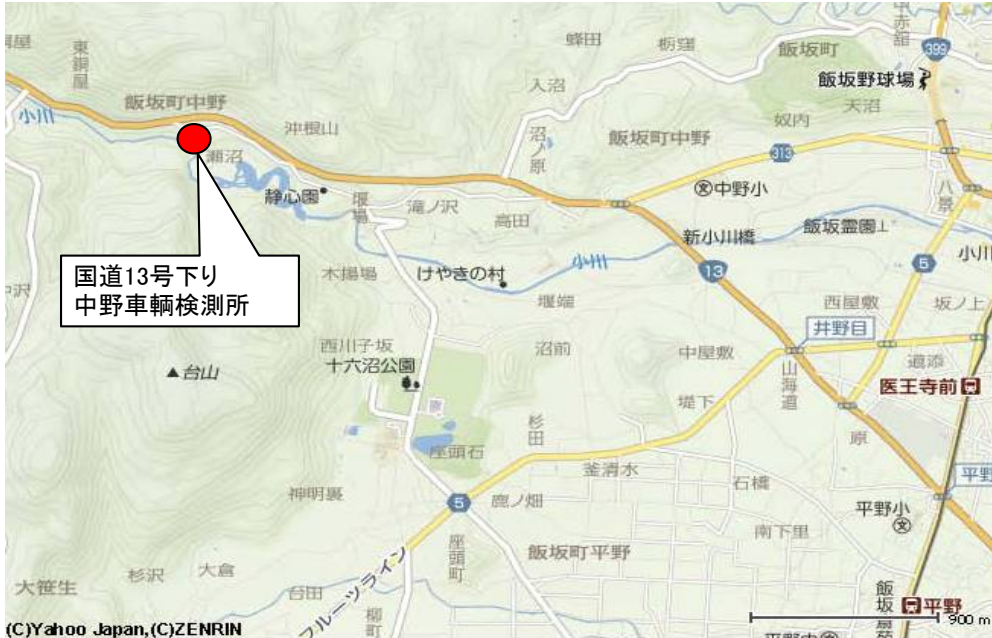 東銅屋
蜂田
栃窪
飯坂町
399
飯坂野球場
天沼
入沼
飯坂町中野
小川
沖根山
沼ノ原
飯坂町中野
奴内
313
瀬沼
静心園
堰場
滝ノ沢
高田
中野小
八景
新小川橋
飯坂霊園
小川
13
5
国道13号下り
中野車輌検測所
木揚場
けやきの村
小川
堰端
西屋敷
坂ノ上
井野目
西川子坂
沼前
中屋敷
道添
台山
十六沼公園
山海道
医王寺前
堤下
杉田
原
座頭石
釜清水
石橋
平野
神明裏
5
鹿ノ畑
平野小
南下里
座頭町
飯坂町平野
大笹生
杉沢
大倉
台田
フルーツライン
柳町
平野
900 m
(C)Yahoo Japan,(C)ZENRIN